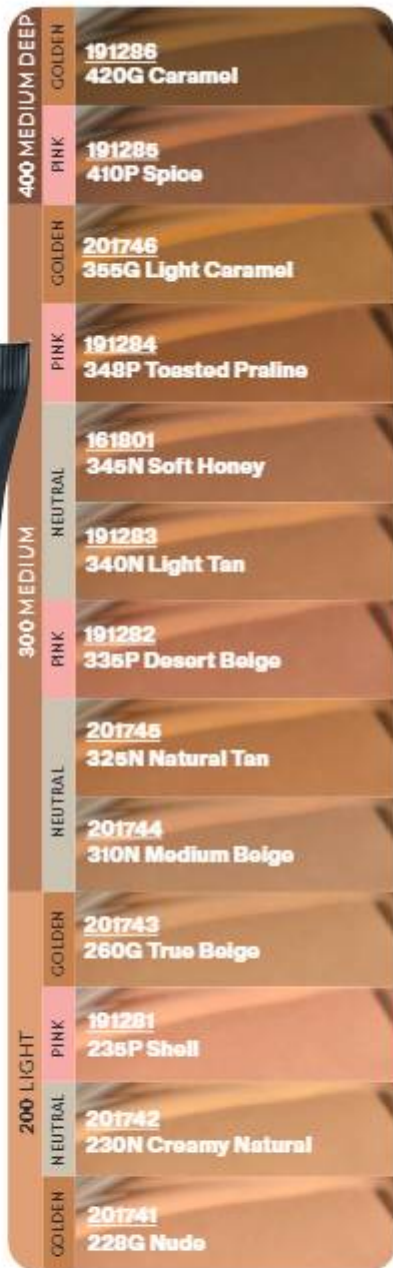 400 MEDIUM DEEP
GOLDEN
191286
420G Caramel
PINK
191285
410P Spice
300 MEDIUM
GOLDEN
201746
355G Light Caramel
PINK
191284
348P Toasted Praline
NEUTRAL
161801
345N Soft Honey
191283
340N Light Tan
PINK
191282
335P Desert Beige
NEUTRAL
201745
325N Natural Tan
201744
310N Medium Beige
200 LIGHT
GOLDEN
201743
260G True Beige
PINK
191281
235P Shell
NEUTRAL
201742
230N Creamy Natural
GOLDEN
201741
228G Nude